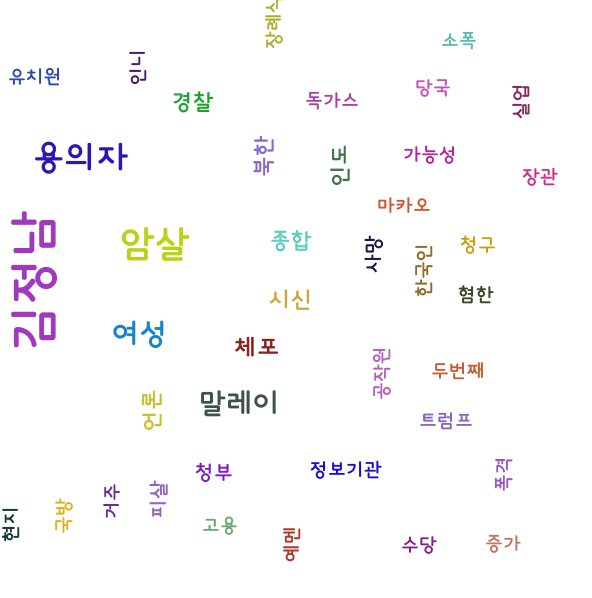 장례식
소폭
유치원
인니
당국
경찰
독가스
실업
용의자
북한
인도
가능성
장관
마카오
김정남
암살
종합
사망
한국인
청구
시신
혐한
여성
체포
공작원
두번째
언론
말레이
트럼프
청부
정보기관
폭격
현지
국방
거주
피살
고용
예멘
수당
증가